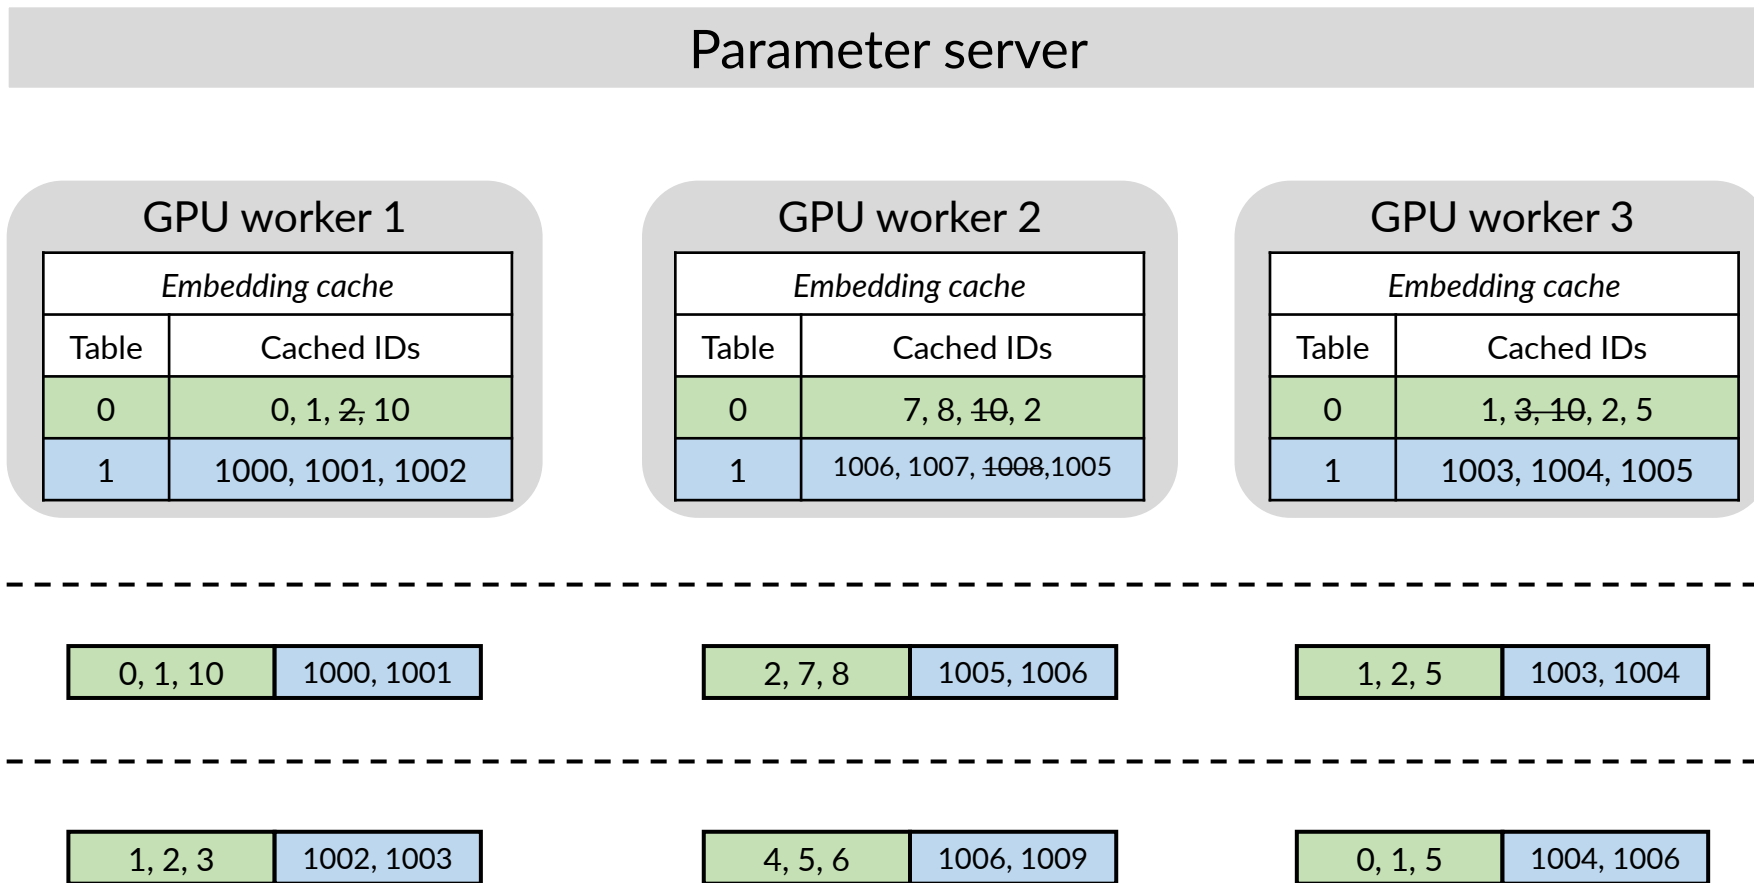 Parameter server
GPU worker 1
Embedding cache
Table Cached IDs
0 0, 1, 2, 10
1 1000, 1001, 1002
GPU worker 2
Embedding cache
Table Cached IDs
0 7, 8, 10, 2
1 1006, 1007, 1008,1005
GPU worker 3
Embedding cache
Table Cached IDs
0 1, 3, 10, 2, 5
1 1003, 1004, 1005
0, 1, 10 1000, 1001
2, 7, 8 1005, 1006
1, 2, 5 1003, 1004
1, 2, 3 1002, 1003
4, 5, 6 1006, 1009
0, 1, 5 1004, 1006